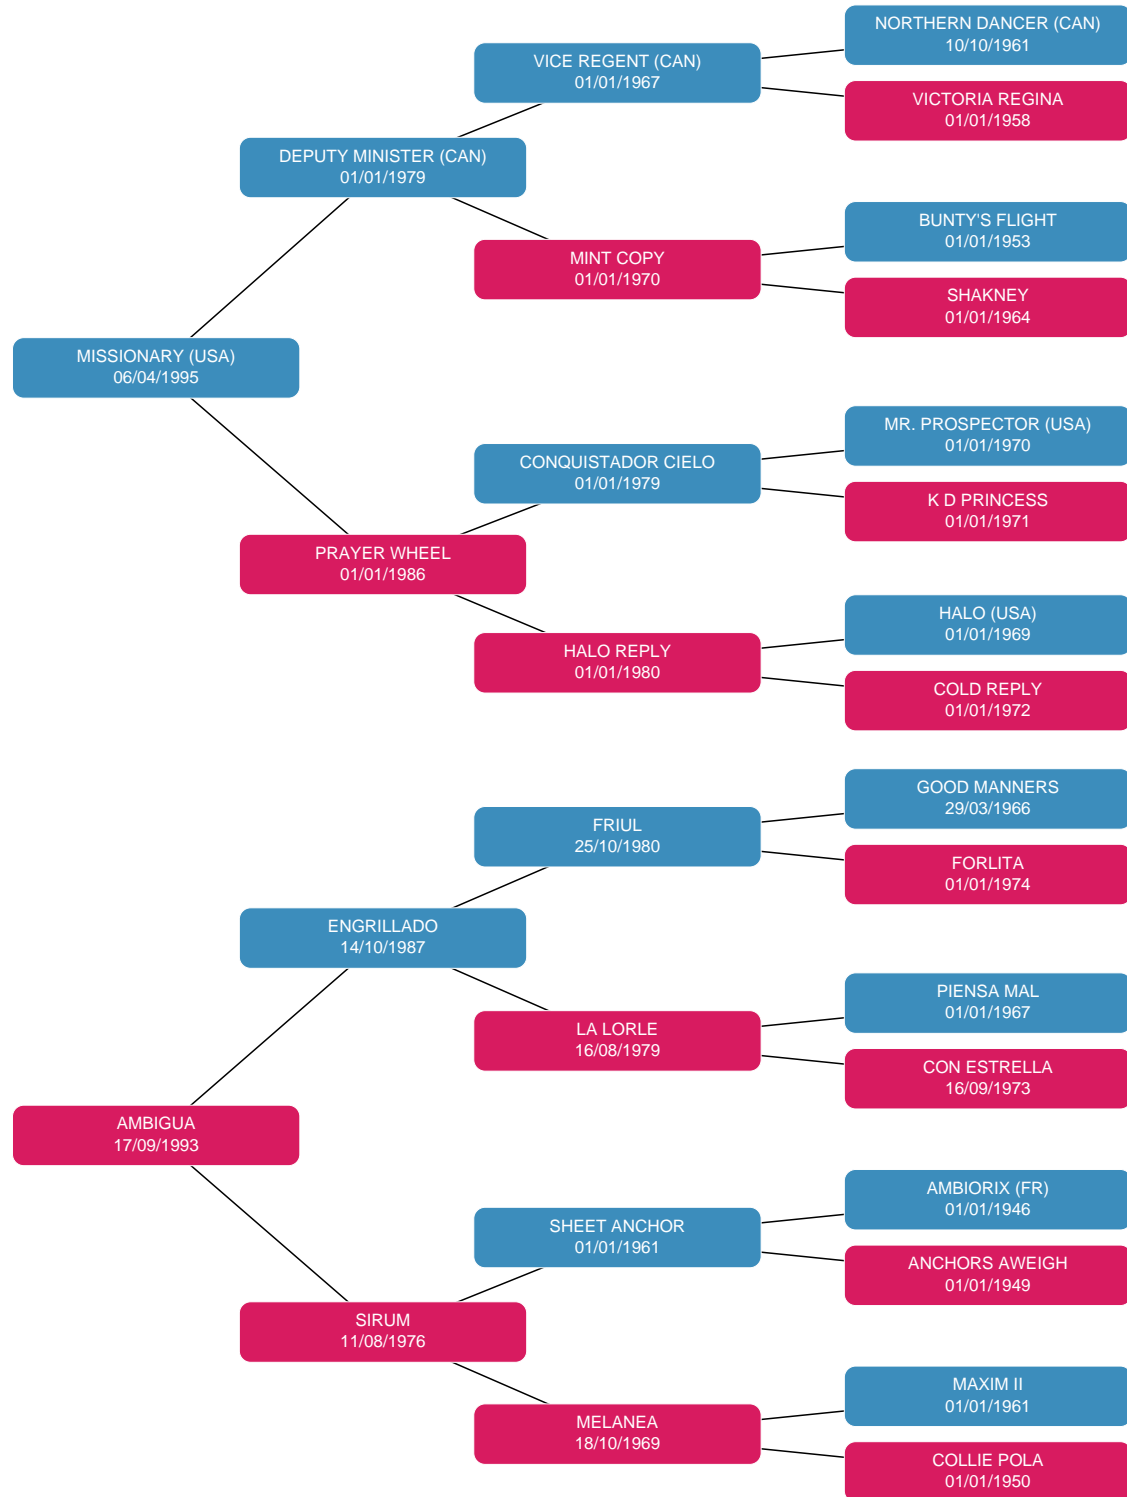 NORTHERN DANCER (CAN)
10/10/1961
VICE REGENT (CAN)
01/01/1967
VICTORIA REGINA
01/01/1958
DEPUTY MINISTER (CAN)
01/01/1979
BUNTY'S FLIGHT
01/01/1953
MINT COPY
01/01/1970
SHAKNEY
01/01/1964
MISSIONARY (USA)
06/04/1995
MR. PROSPECTOR (USA)
01/01/1970
CONQUISTADOR CIELO
01/01/1979
K D PRINCESS
01/01/1971
PRAYER WHEEL
01/01/1986
HALO (USA)
01/01/1969
HALO REPLY
01/01/1980
COLD REPLY
01/01/1972
GOOD MANNERS
29/03/1966
FRIUL
25/10/1980
FORLITA
01/01/1974
ENGRILLADO
14/10/1987
PIENSA MAL
01/01/1967
LA LORLE
16/08/1979
CON ESTRELLA
16/09/1973
AMBIGUA
17/09/1993
AMBIORIX (FR)
01/01/1946
SHEET ANCHOR
01/01/1961
ANCHORS AWEIGH
01/01/1949
SIRUM
11/08/1976
MAXIM II
01/01/1961
MELANEA
18/10/1969
COLLIE POLA
01/01/1950